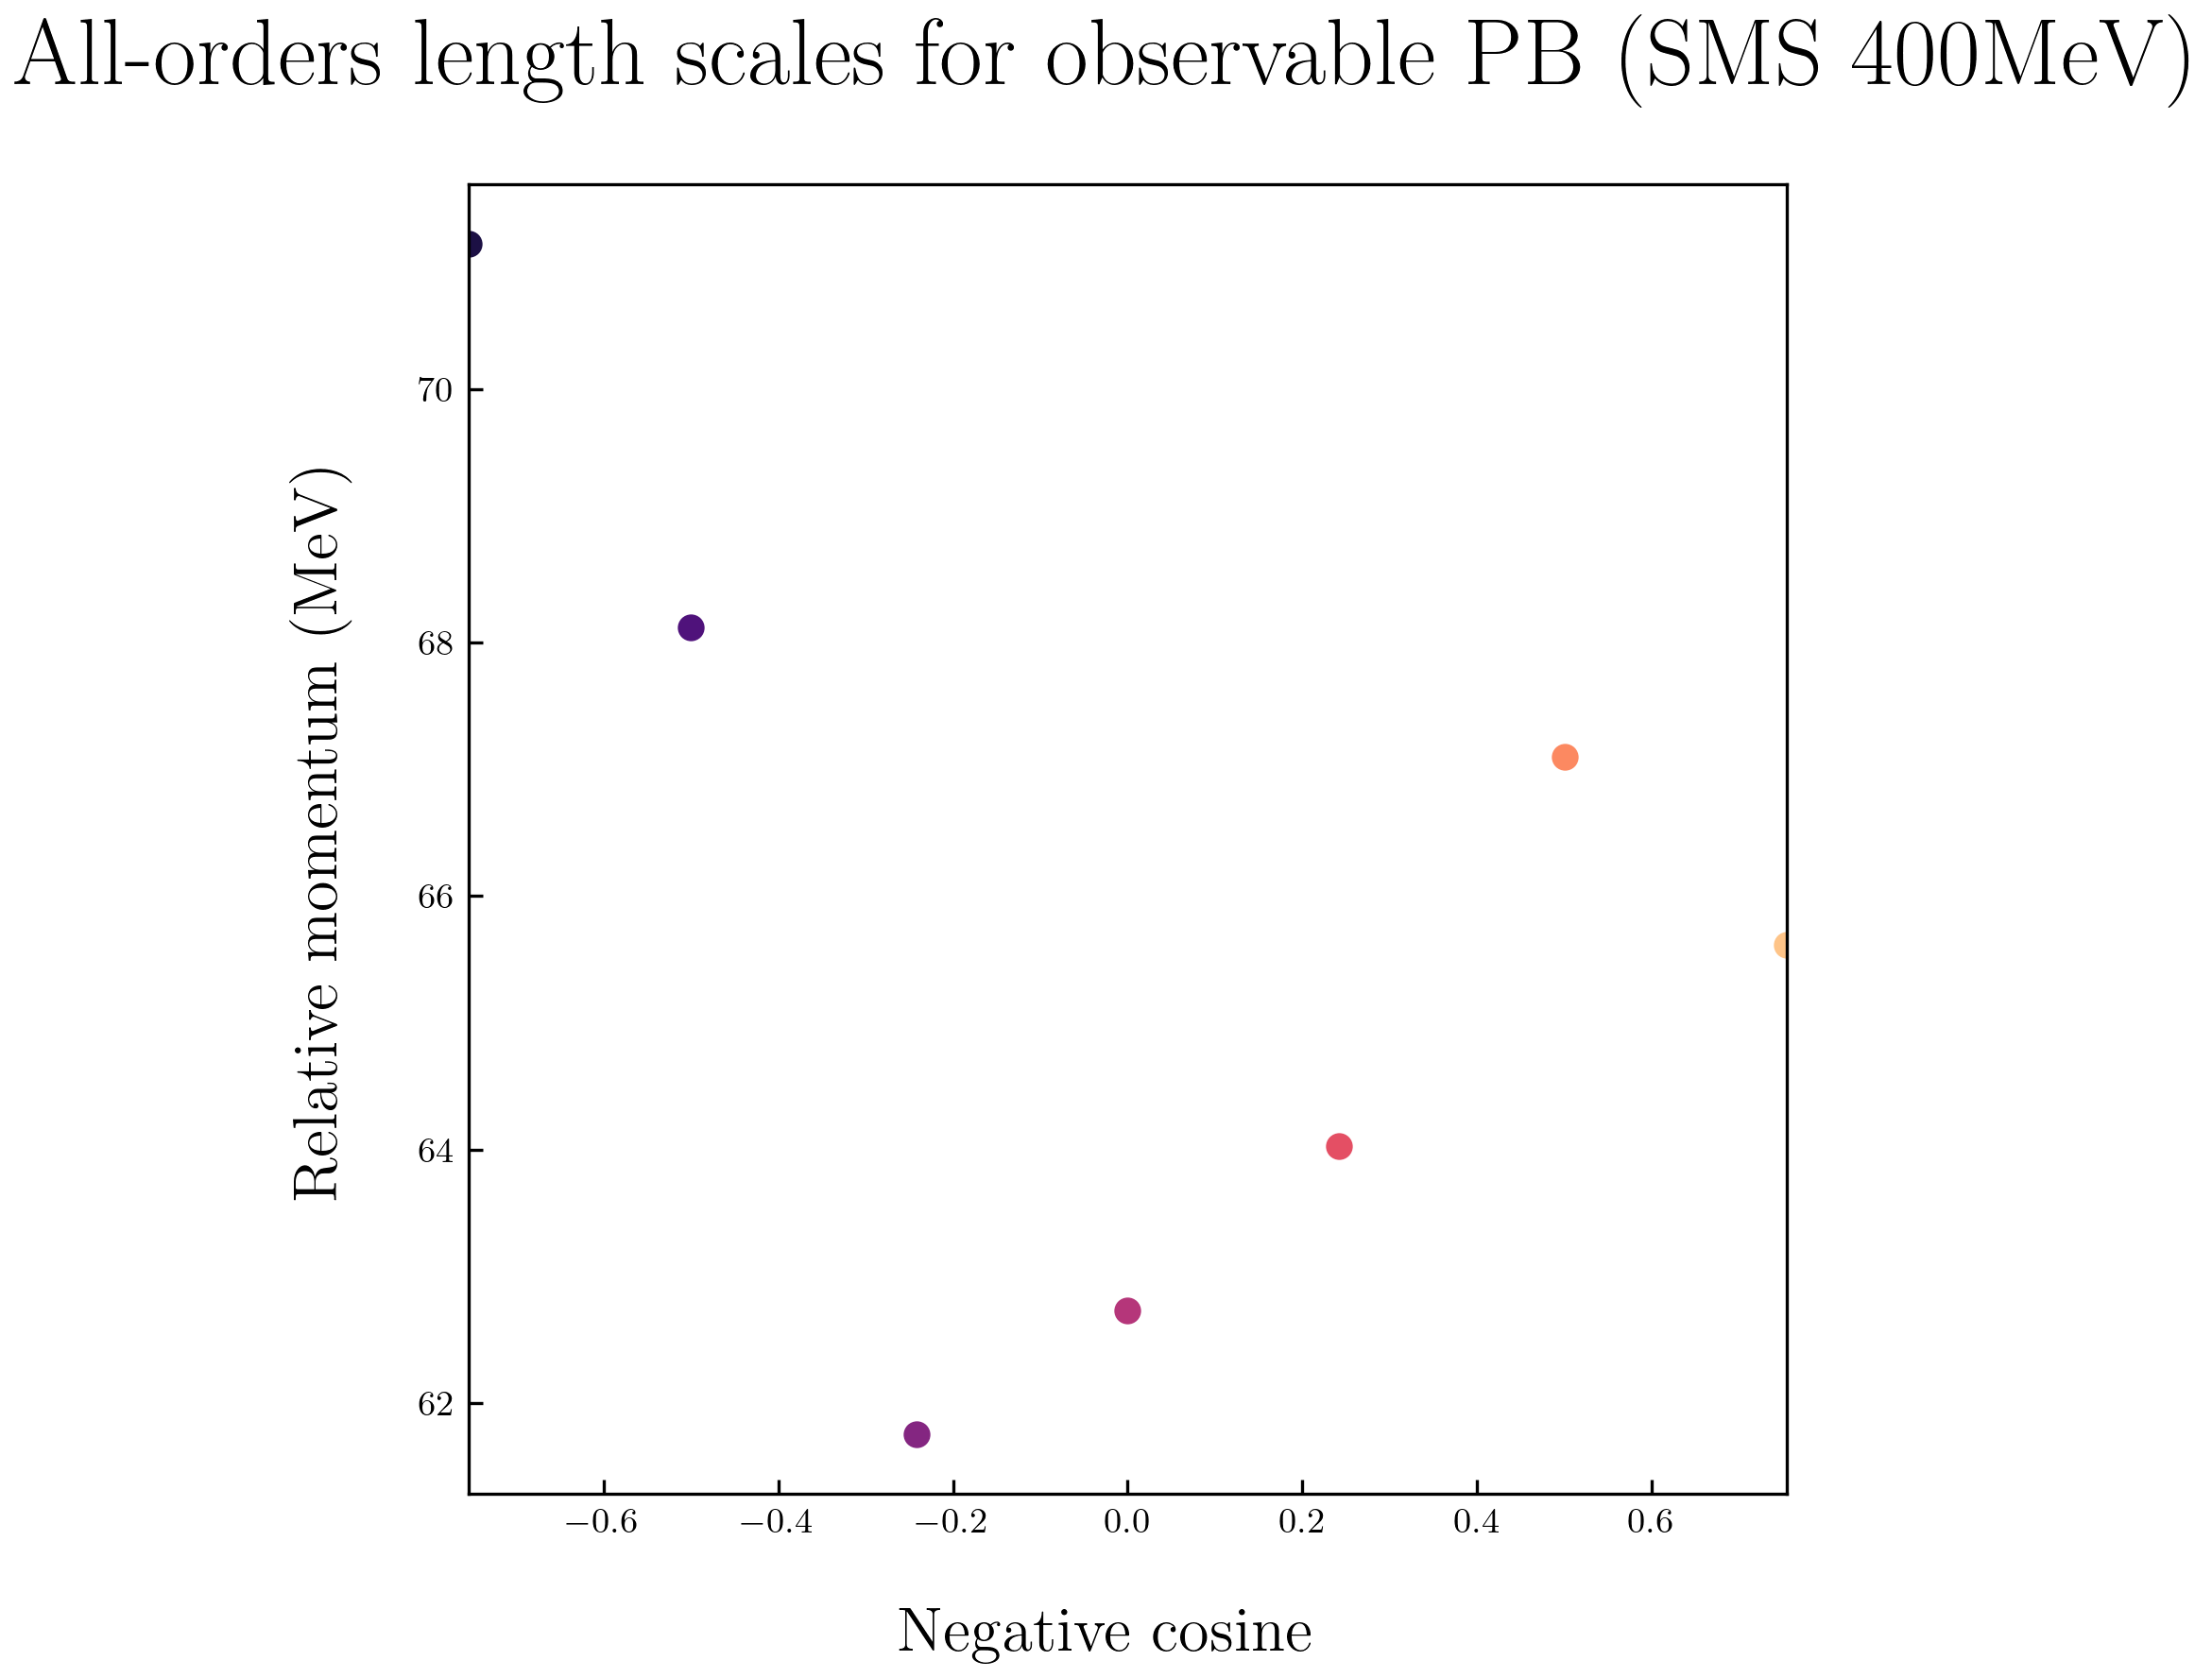 All-orders length scales for observable PB (SMS 400MeV)
Relative momentum (MeV)
70
68
66
64
62
−0.6 −0.4 −0.2 0.0 0.2 0.4 0.6
Negative cosine